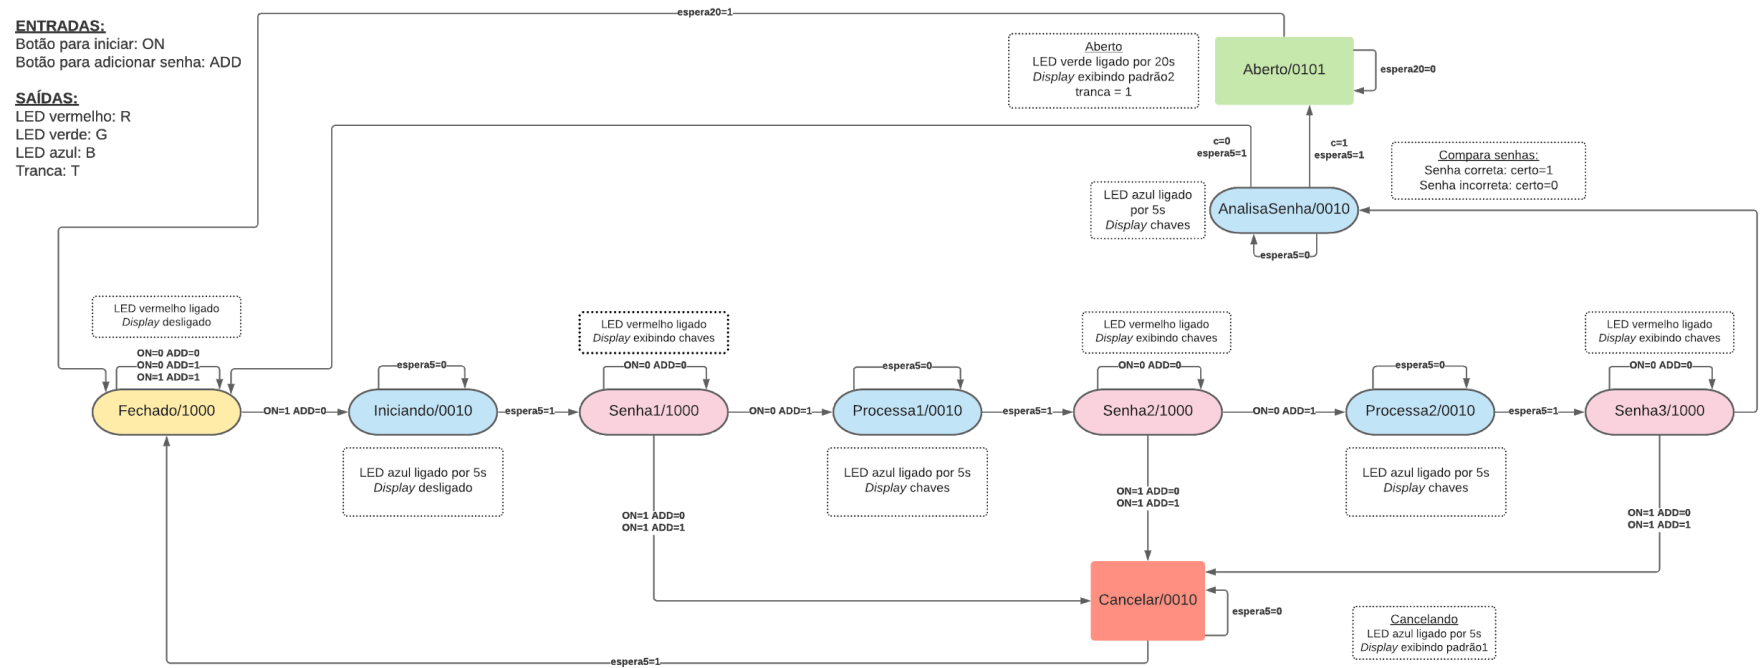 ENTRADAS:
Botão para iniciar: ON
Botão para adicionar senha: ADD
SAÍDAS:
LED vermelho: R
LED verde: G
LED azul: B
Tranca: T
espera20=1
Aberto
LED verde ligado por 20s
Display exibindo padrão2
tranca = 1
Aberto/0101
espera20=0
c=0
espera5=1
c=1
espera5=1
Compara senhas:
Senha correta: certo=1
Senha incorreta: certo=0
LED azul ligado
por 5s
Display chaves
AnalisaSenha/0010
espera5=0
LED vermelho ligado
Display desligado
ON=0 ADD=0
ON=0 ADD=1
ON=1 ADD=1
Fechado/1000
ON=1 ADD=0
espera5=0
Iniciando/0010
LED azul ligado por 5s
Display desligado
espera5=1
LED vermelho ligado
Display exibindo chaves
ON=0 ADD=0
Senha1/1000
ON=0 ADD=1
espera5=0
Processa1/0010
LED azul ligado por 5s
Display chaves
espera5=1
LED vermelho ligado
Display exibindo chaves
ON=0 ADD=0
Senha2/1000
ON=0 ADD=1
espera5=0
Processa2/0010
LED azul ligado por 5s
Display chaves
espera5=1
LED vermelho ligado
Display exibindo chaves
ON=0 ADD=0
Senha3/1000
ON=1 ADD=0
ON=1 ADD=1
ON=1 ADD=0
ON=1 ADD=1
ON=1 ADD=0
ON=1 ADD=1
Cancelar/0010
espera5=0
Cancelando
LED azul ligado por 5s
Display exibindo padrão1
espera5=1